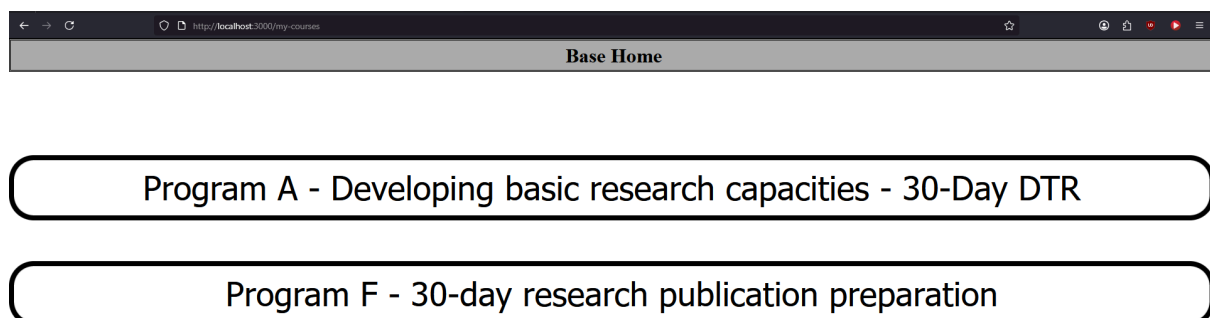 http://localhost:3000/my-courses
Base Home
Program A - Developing basic research capacities - 30-Day DTR
Program F - 30-day research publication preparation